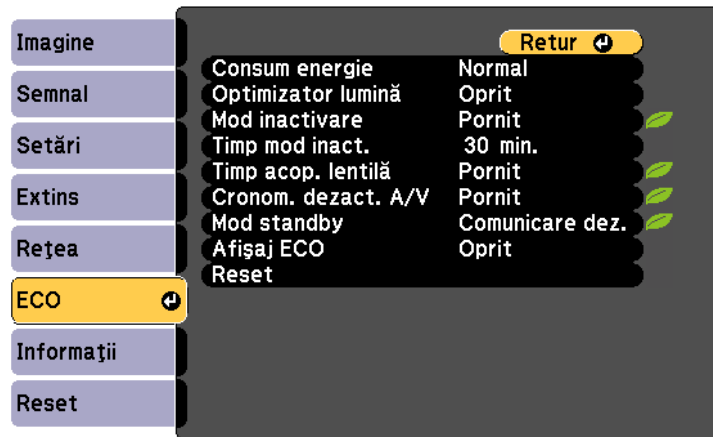 Imagine
Semnal
Setări
Extins
Reţea
ECO
Informaţii
Reset
Retur
Consum energie Normal
Optimizator lumină Oprit
Mod inactivare Pornit
Timp mod inact. 30 min.
Timp acop. lentilă Pornit
Cronom. dezact. A/V Pornit
Mod standby Comunicare dez.
Afişaj ECO Oprit
Reset